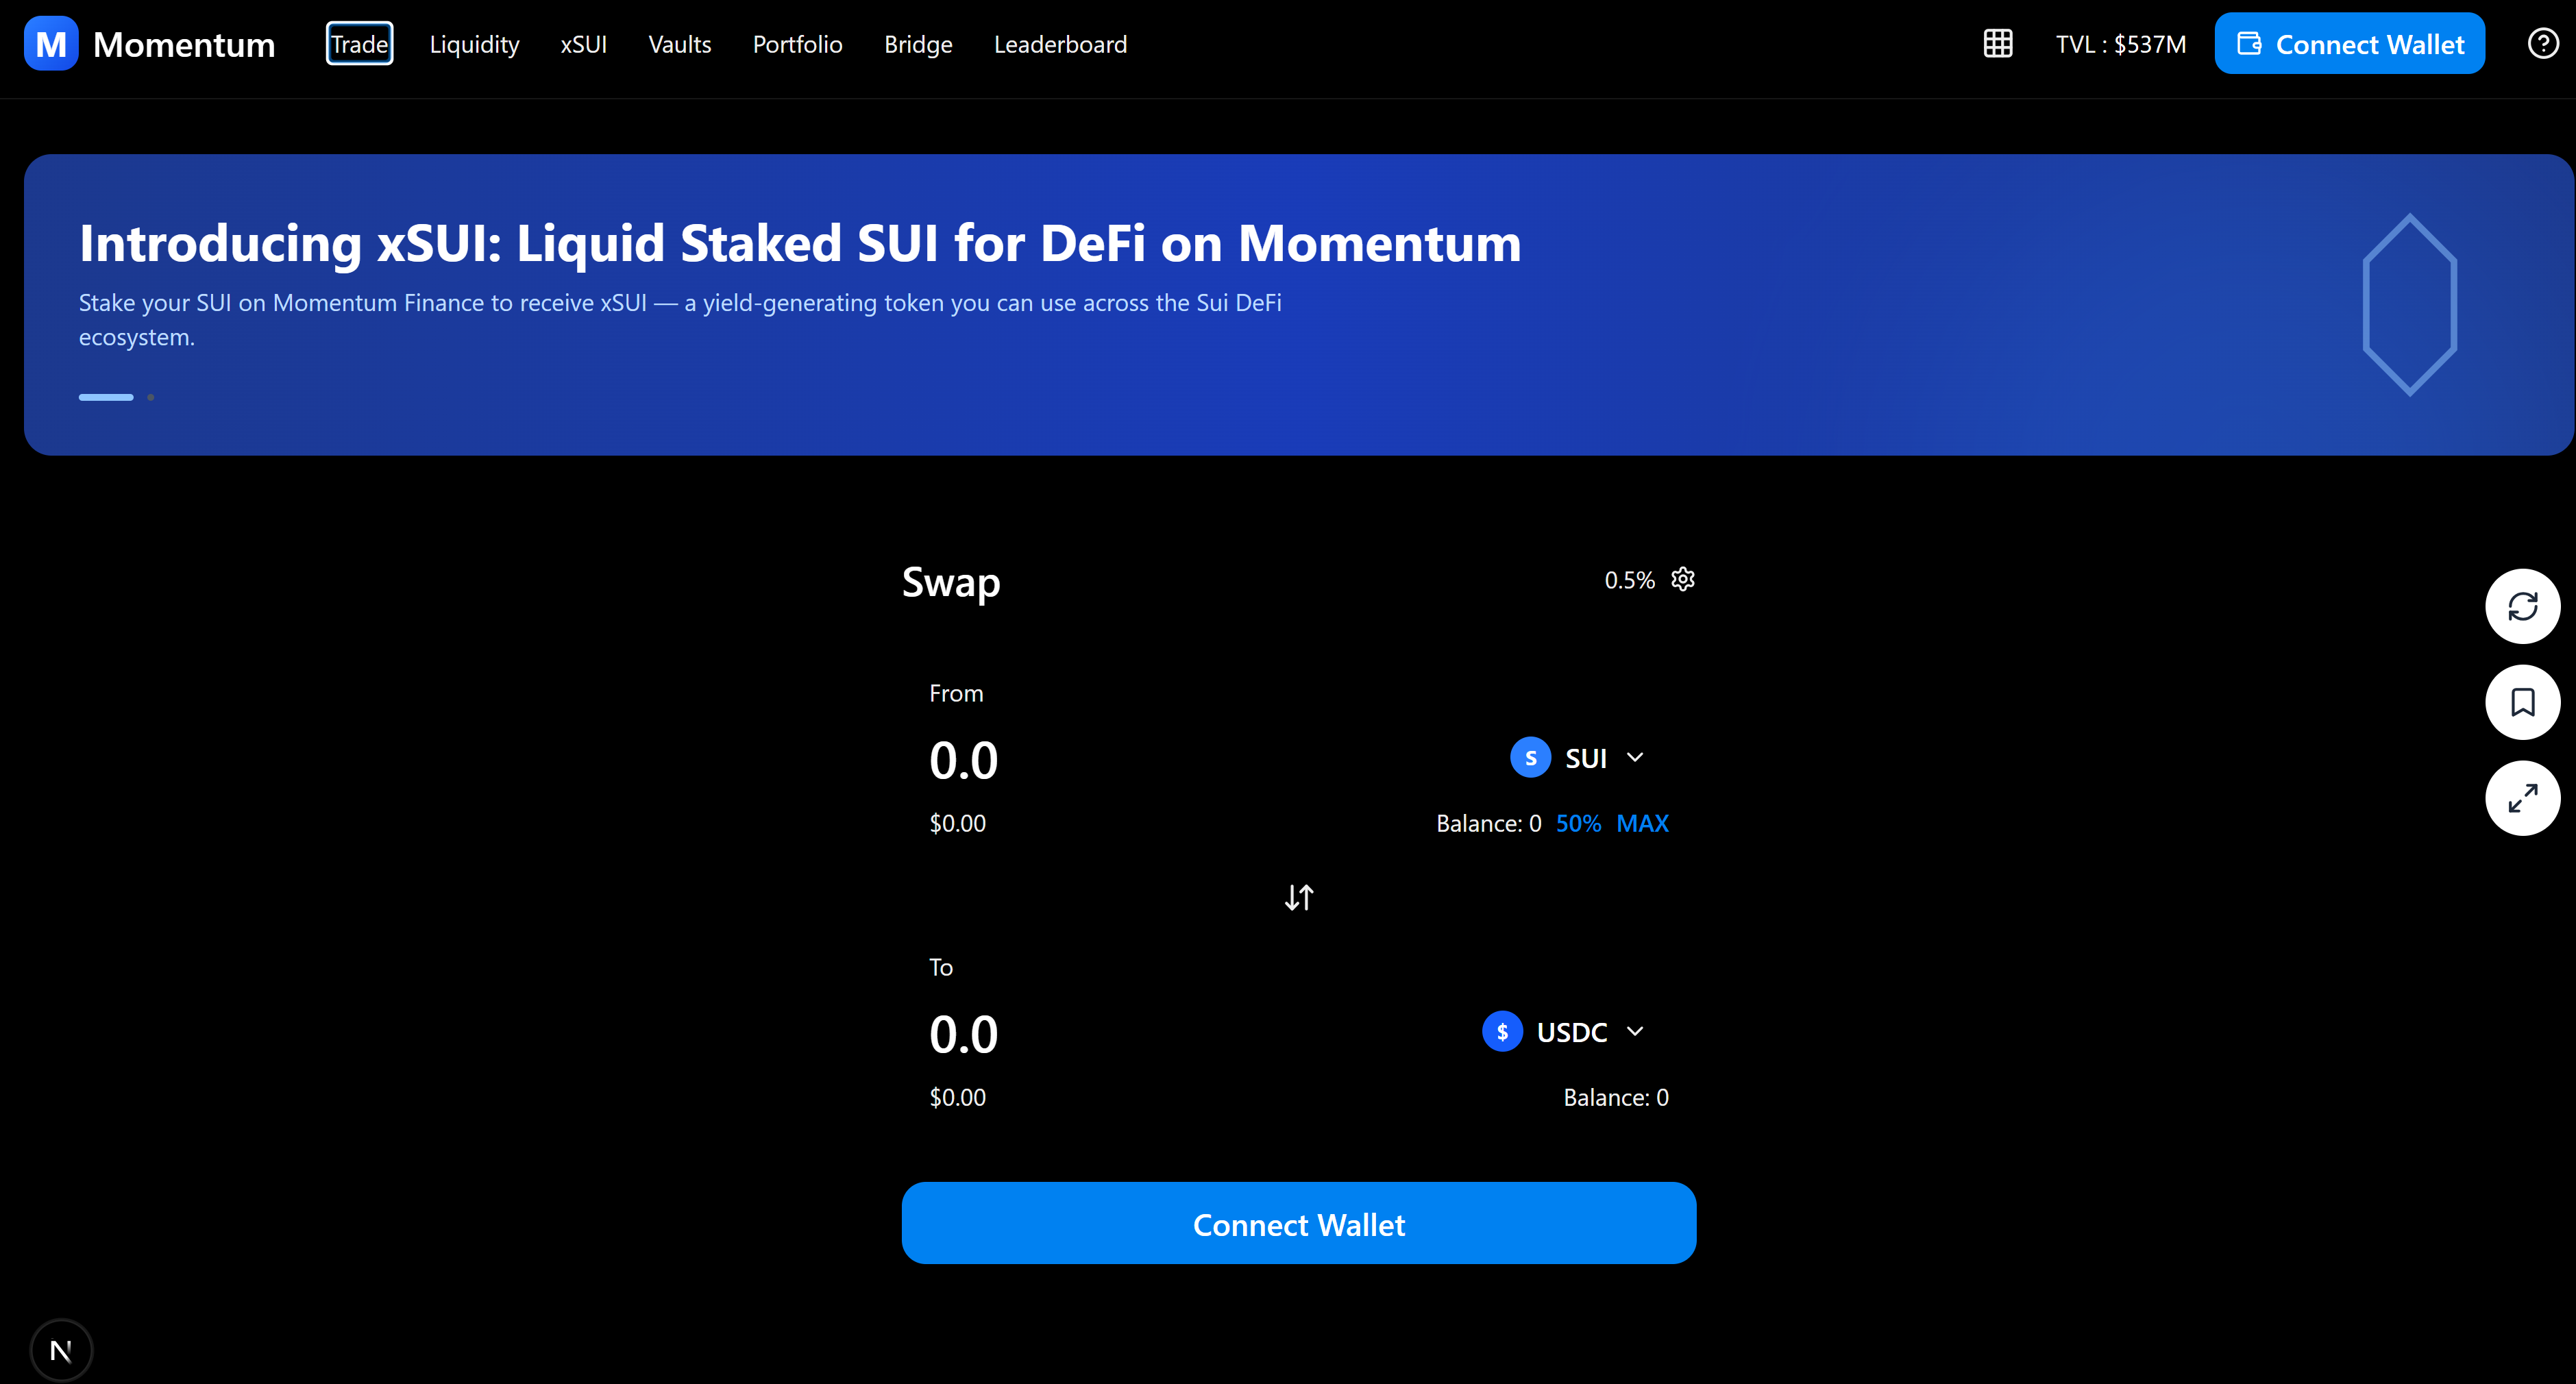 M Momentum
Trade Liquidity xSUI Vaults Portfolio Bridge Leaderboard
TVL : $537M
Connect Wallet
Introducing xSUI: Liquid Staked SUI for DeFi on Momentum
Stake your SUI on Momentum Finance to receive xSUI — a yield-generating token you can use across the Sui DeFi
ecosystem.
Swap
0.5%
From
0.0
S SUI
$0.00
Balance: 0 50% MAX
To
0.0
$ USDC
$0.00
Balance: 0
Connect Wallet
N